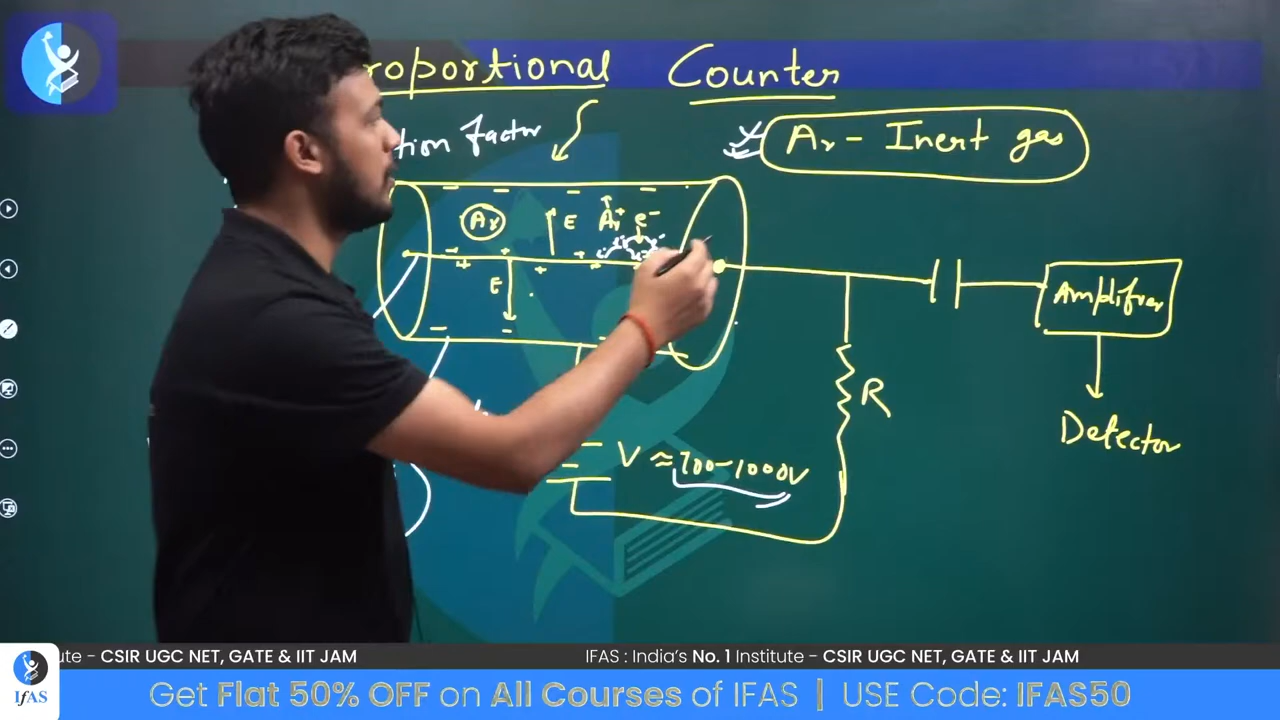 roportional Counter
tion Factor
Ar - Inert gas
- - - -
Ar E Ar+ e-
+ + + +
E
- -
Amplifier
R
V ≈ 700-1000V
Detector
IFAS
ute - CSIR UGC NET, GATE & IIT JAM IFAS : India's No. 1 Institute - CSIR UGC NET, GATE & IIT JAM
Get Flat 50% OFF on All Courses of IFAS | USE Code: IFAS50